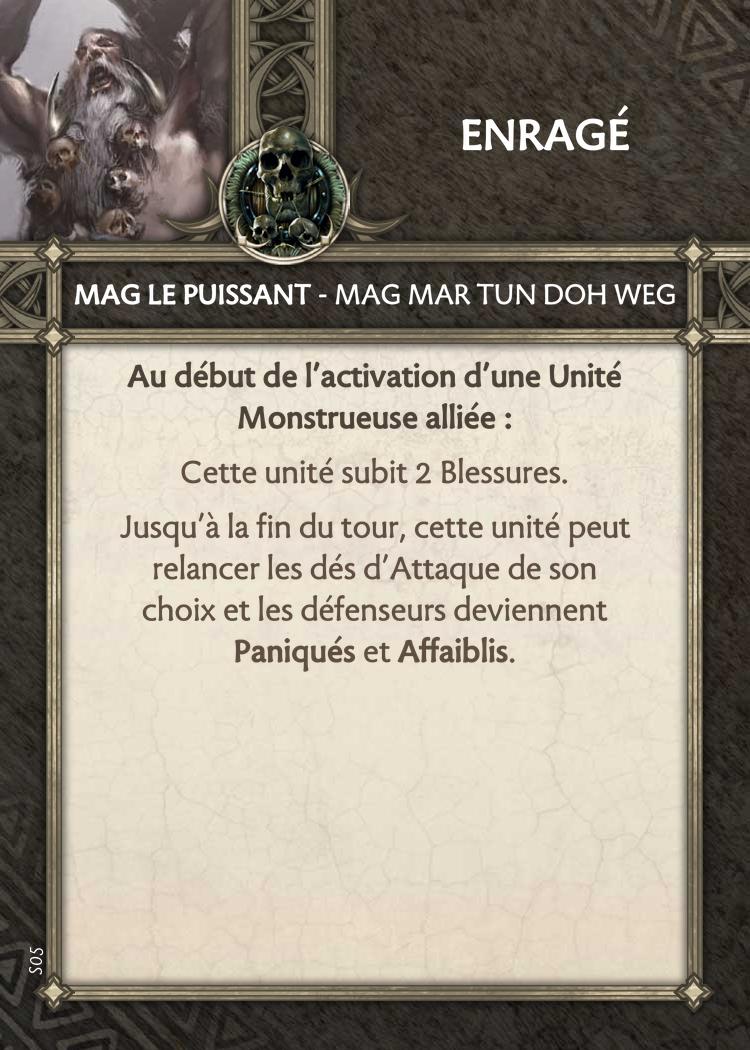 ENRAGÉ
MAG LE PUISSANT - MAG MAR TUN DOH WEG
Au début de l'activation d'une Unité
Monstrueuse alliée :
Cette unité subit 2 Blessures.
Jusqu'à la fin du tour, cette unité peut
relancer les dés d'Attaque de son
choix et les défenseurs deviennent
Paniqués et Affaiblis.
S05